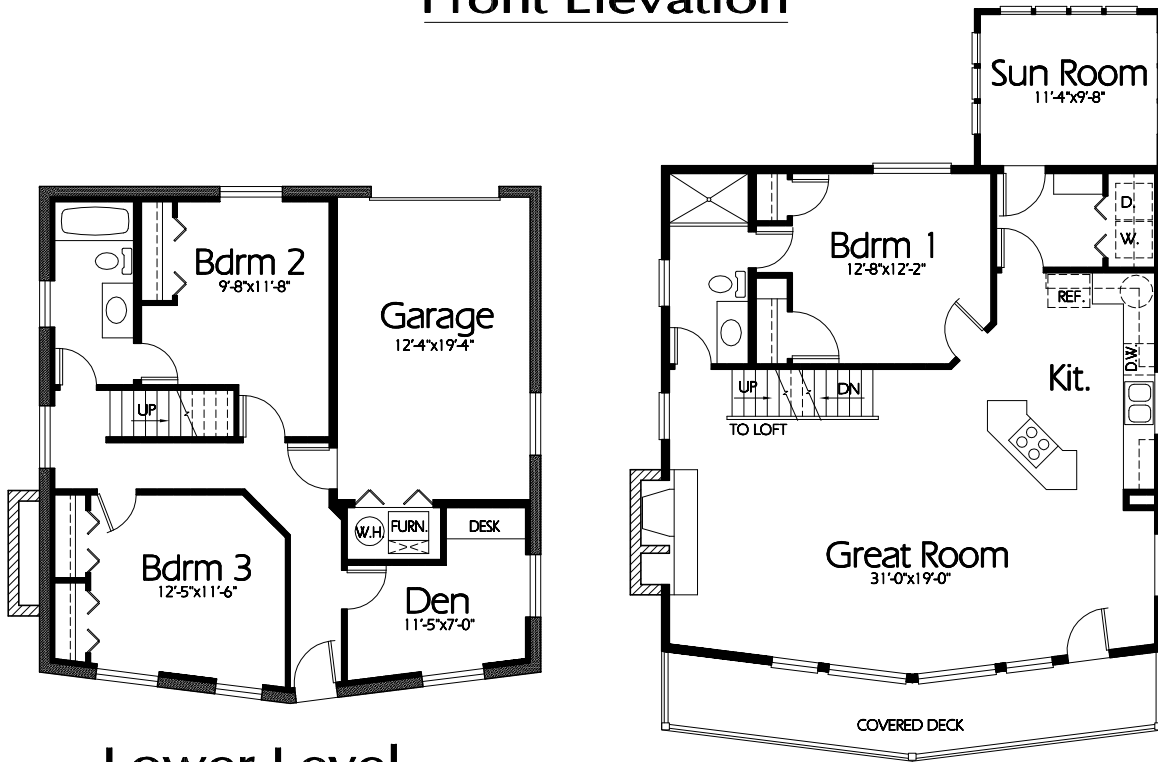 Front Elevation
Sun Room
11'-4"x9'-8"
Bdrm 2
9'-8"x11'-8"
Garage
12'-4"x19'-4"
UP
W.H.
FURN.
DESK
Bdrm 3
12'-5"x11'-6"
Den
11'-5"x7'-0"
Lower Level
Bdrm 1
12'-8"x12'-2"
D.
W.
REF.
D.W.
Kit.
UP
DN
TO LOFT
Great Room
31'-0"x19'-0"
COVERED DECK